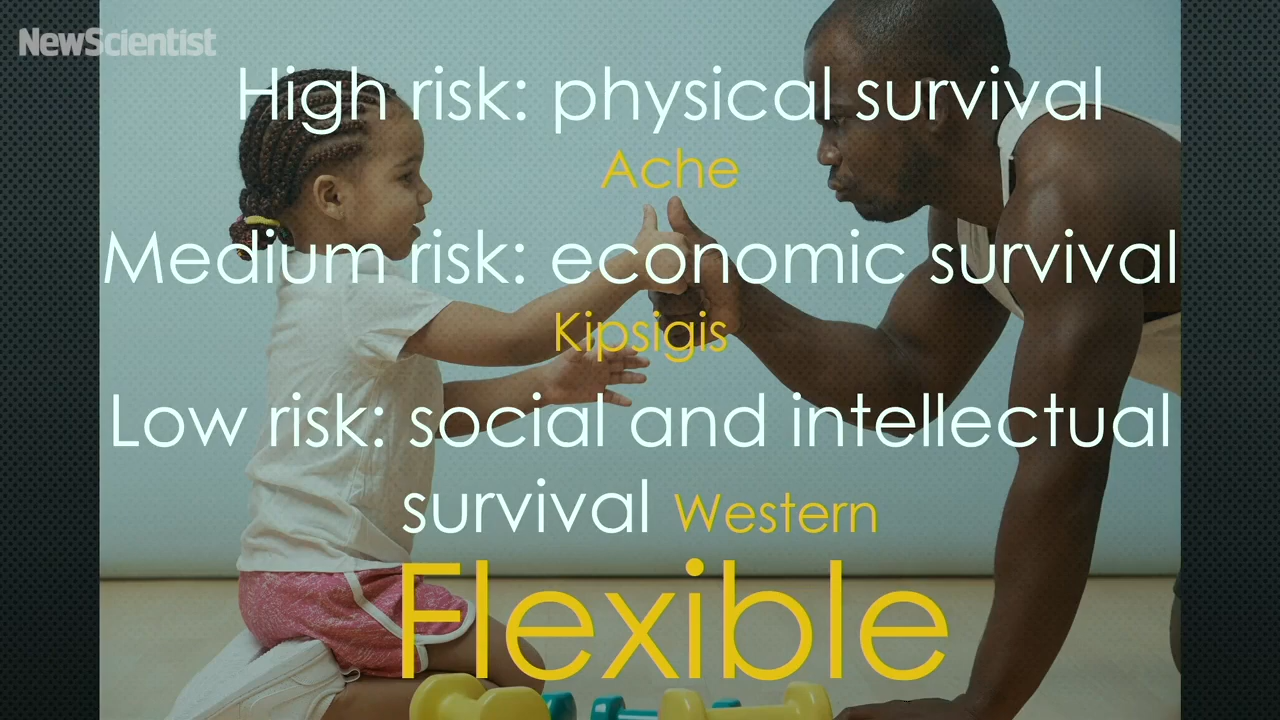 NewScientist
High risk: physical survival
Ache
Medium risk: economic survival
Kipsigis
Low risk: social and intellectual
survival Western
Flexible